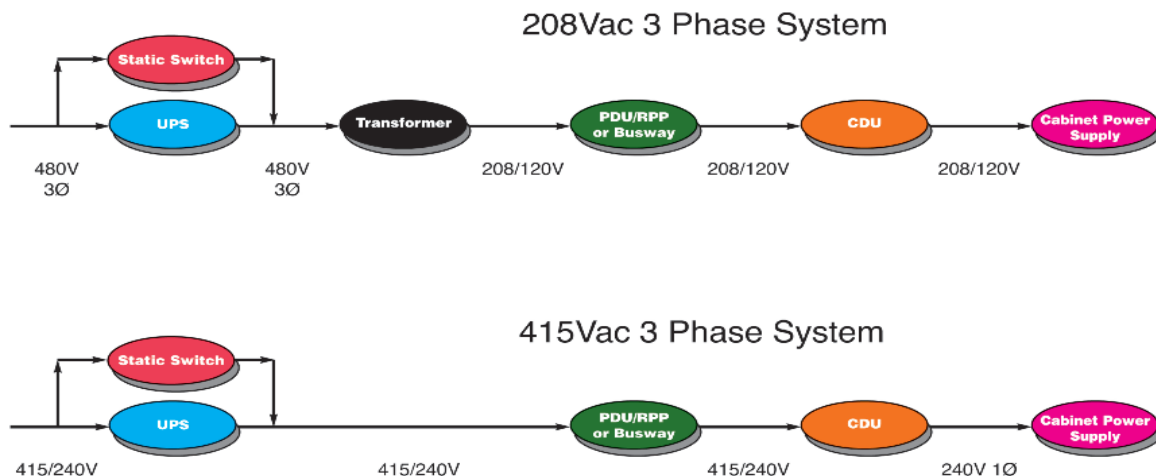 208Vac 3 Phase System
Static Switch
UPS
Transformer
PDU/RPP
or Busway
CDU
Cabinet Power
Supply
480V
3Ø
480V
3Ø
208/120V
208/120V
208/120V
415Vac 3 Phase System
Static Switch
UPS
PDU/RPP
or Busway
CDU
Cabinet Power
Supply
415/240V
415/240V
415/240V
240V 1Ø